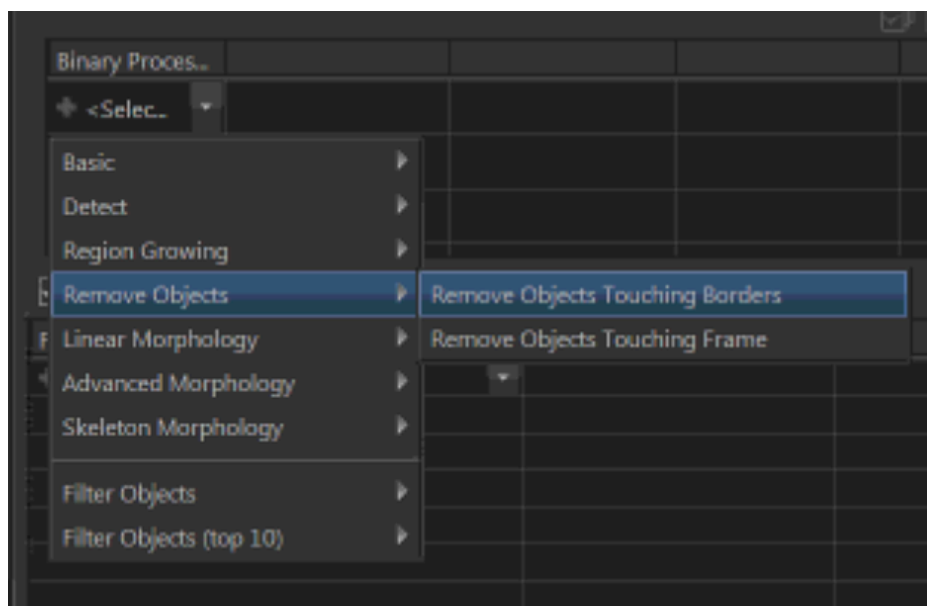 Binary Proces...
<Selec...
Basic
Detect
Region Growing
Remove Objects
Remove Objects Touching Borders
Linear Morphology
Remove Objects Touching Frame
Advanced Morphology
Skeleton Morphology
Filter Objects
Filter Objects (top 10)